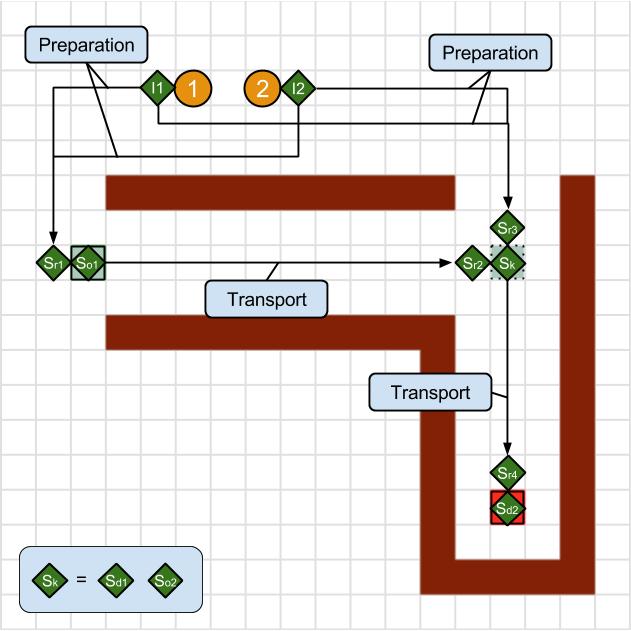 Preparation
Preparation
I1 1 2 I2
Sr3
Sr1 So1 Sr2 Sk
Transport
Transport
Sr4
Sd2
Sk = Sd1 So2